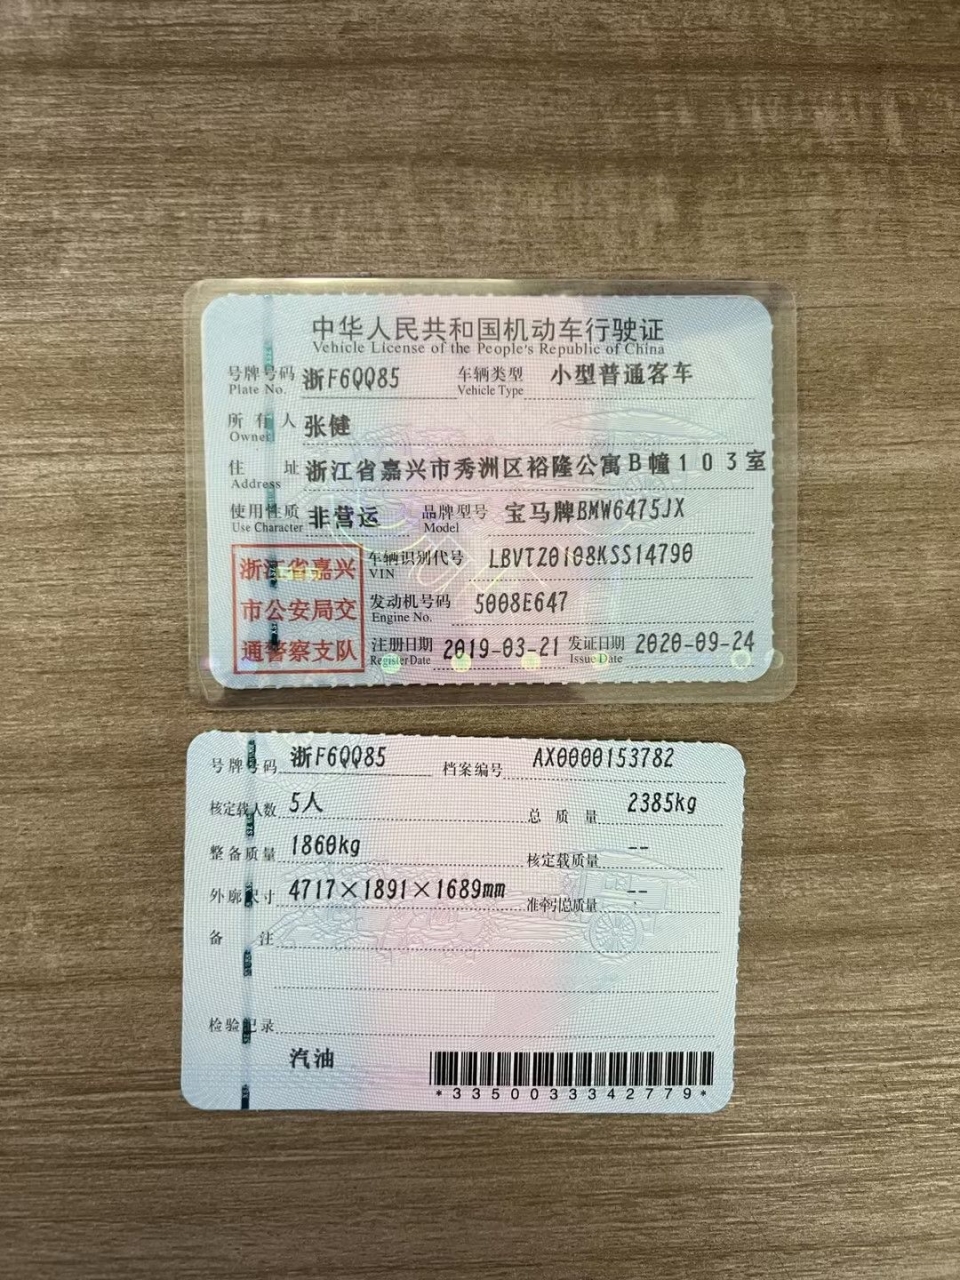 中华人民共和国机动车行驶证
Vehicle License of the People's Republic of China
号牌号码 浙F6QQ85 车辆类型 小型普通客车
Plate No. Vehicle Type
所有人 张健
Owner
住址 浙江省嘉兴市秀洲区裕隆公寓B幢103室
Address
使用性质 非营运 品牌型号 宝马牌BMW6475JX
Use Character Model
浙江省嘉兴市公安局交通警察支队
车辆识别代号 LBVTZ0108KSS14790
VIN
发动机号码 5008E647
Engine No.
注册日期 2019-03-21 发证日期 2020-09-24
Register Date Issue Date
号牌号码 浙F6QQ85 档案编号 AX0000153782
核定载人数 5人 总质量 2385kg
整备质量 1860kg 核定载质量 --
外廓尺寸 4717×1891×1689mm 准牵引总质量 --
备注
检验记录
汽油
*3350033342779*